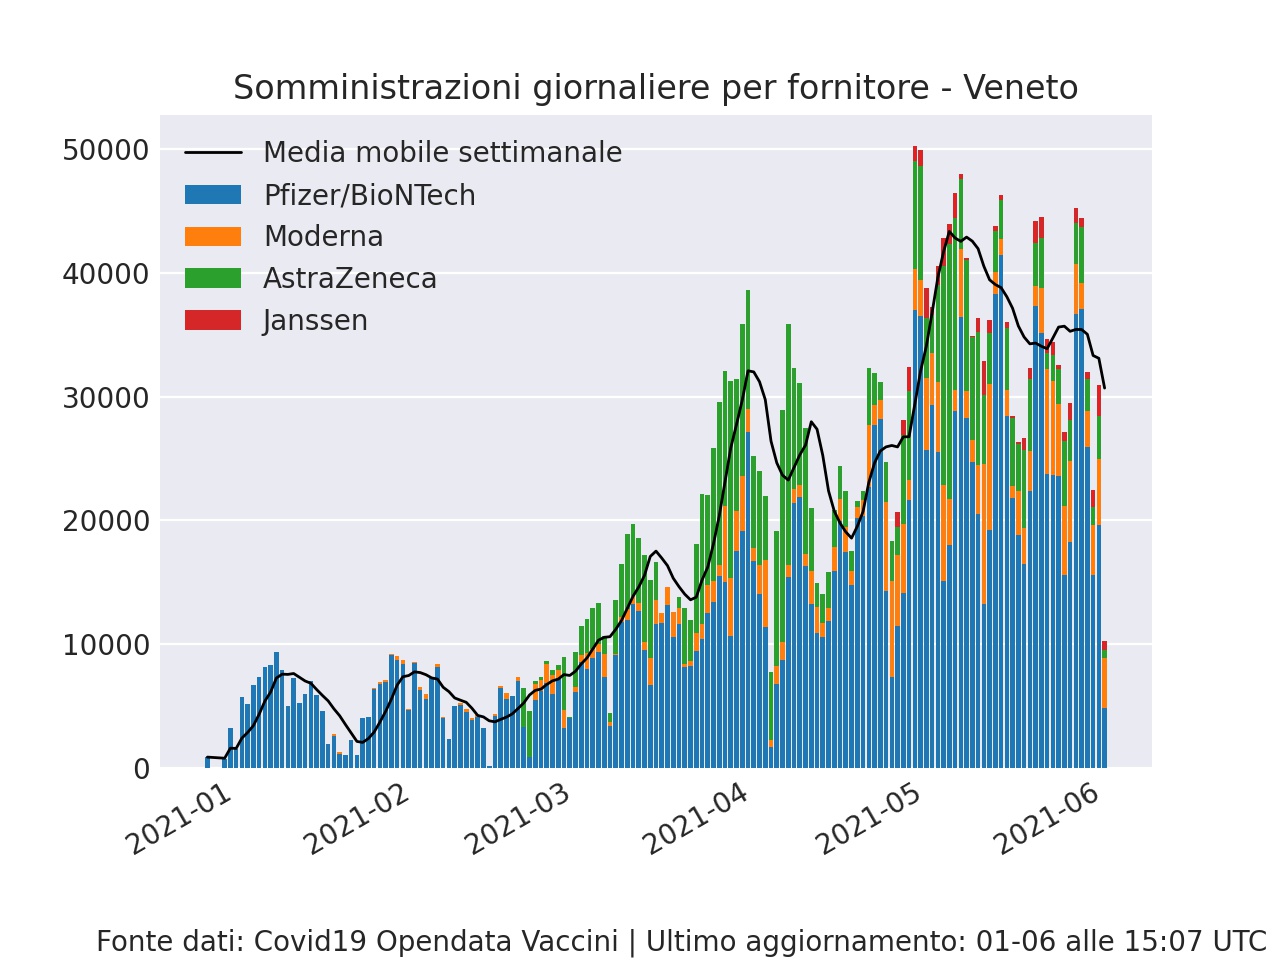 Somministrazioni giornaliere per fornitore - Veneto
Media mobile settimanale
Pfizer/BioNTech
Moderna
AstraZeneca
Janssen
50000
40000
30000
20000
10000
0
2021-01
2021-02
2021-03
2021-04
2021-05
2021-06
Fonte dati: Covid19 Opendata Vaccini | Ultimo aggiornamento: 01-06 alle 15:07 UTC